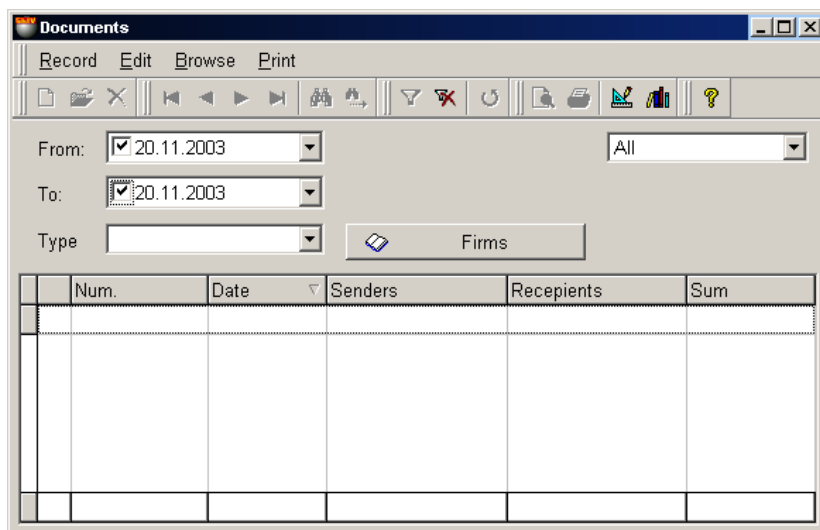 Documents
Record Edit Browse Print
From: 20.11.2003 All
To: 20.11.2003
Type Firms
Num. Date Senders Recepients Sum